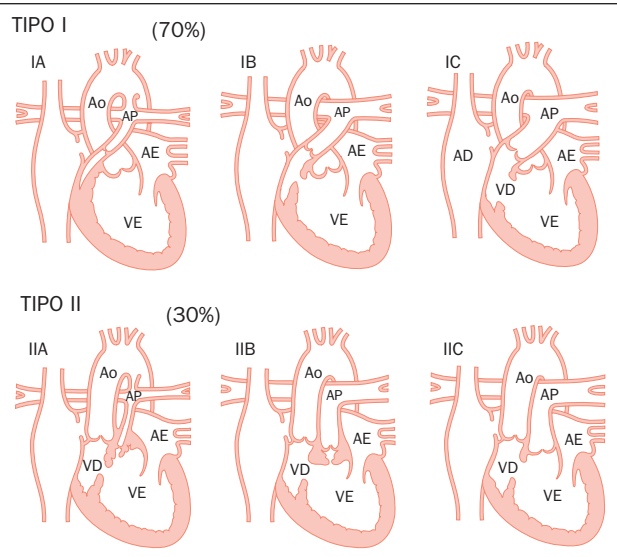 TIPO I (70%)
IA IB IC
Ao AP AE VE
Ao AP AE VE
Ao AP AD AE VD VE
TIPO II (30%)
IIA IIB IIC
Ao AP AE VD VE
Ao AP AE VD VE
Ao AP AE VD VE